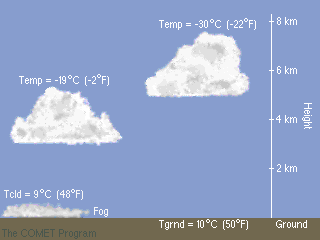 Temp = -30°C (-22°F)
8 km
Temp = -19°C (-2°F)
6 km
4 km
Height
2 km
Tcld = 9°C (48°F)
Fog
Tgrnd = 10°C (50°F)
Ground
The COMET Program